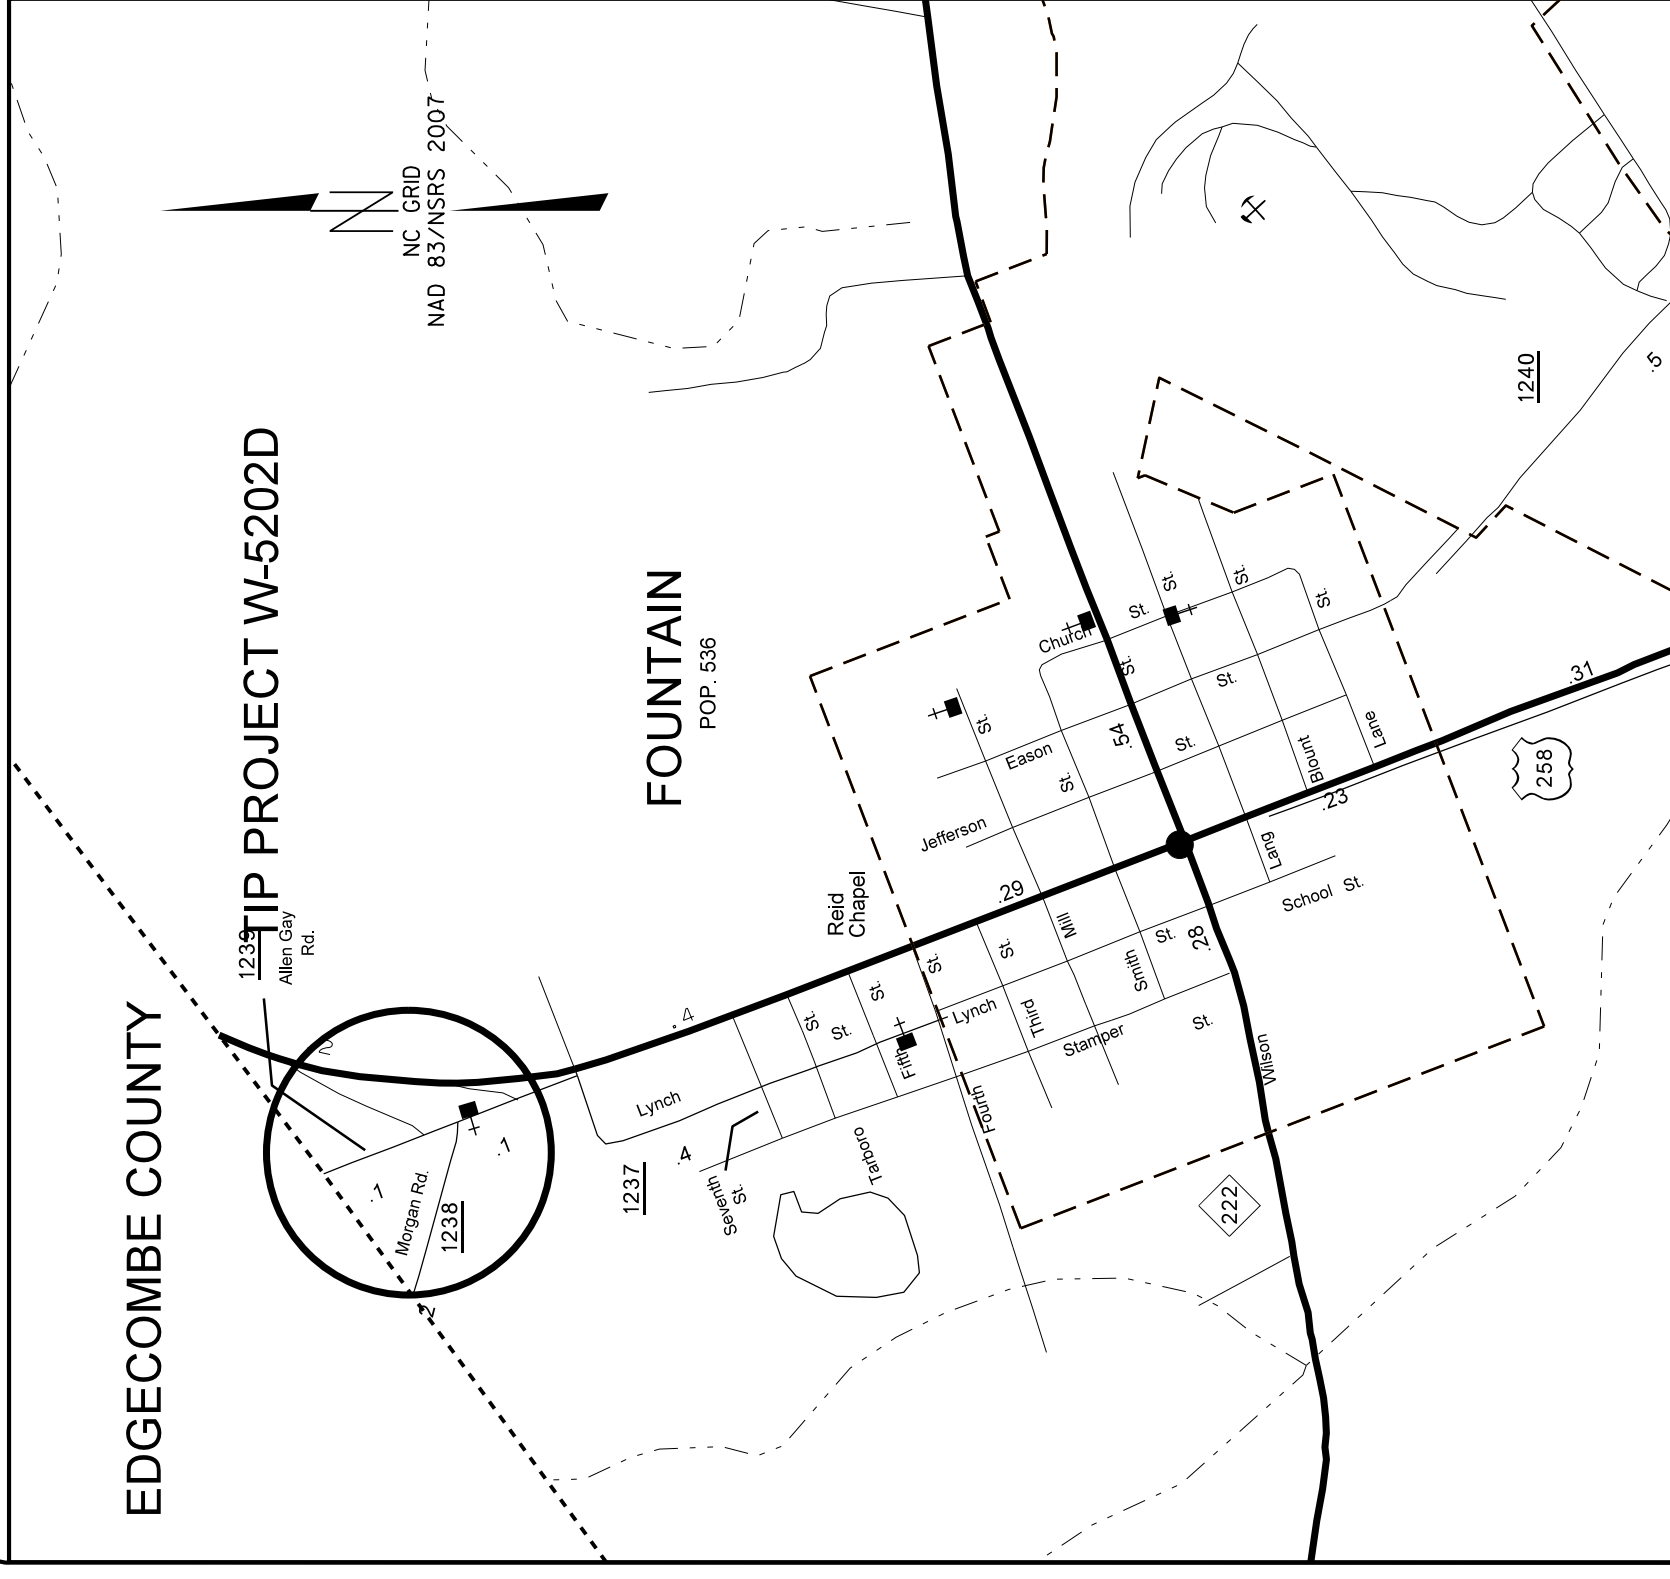 EDGECOMBE COUNTY
TIP PROJECT W-5202D
1239
Allen Gay
Rd.
NC GRID
NAD 83/NSRS 2007
FOUNTAIN
POP. 536
2
.7
.7
Morgan Rd.
1238
.2
1237
.4
.4
Lynch
Seventh
St.
Tarboro
St.
St.
St.
Fifth
St.
Reid
Chapel
Fourth
Lynch
Third
St.
Mill
Stamper
St.
Smith
St.
.29
.28
Wilson
222
Jefferson
Eason
Church
St.
St.
St.
St.
St.
St.
St.
St.
St.
.54
Lang
School St.
Blount
Lane
.23
.31
258
1240
.5